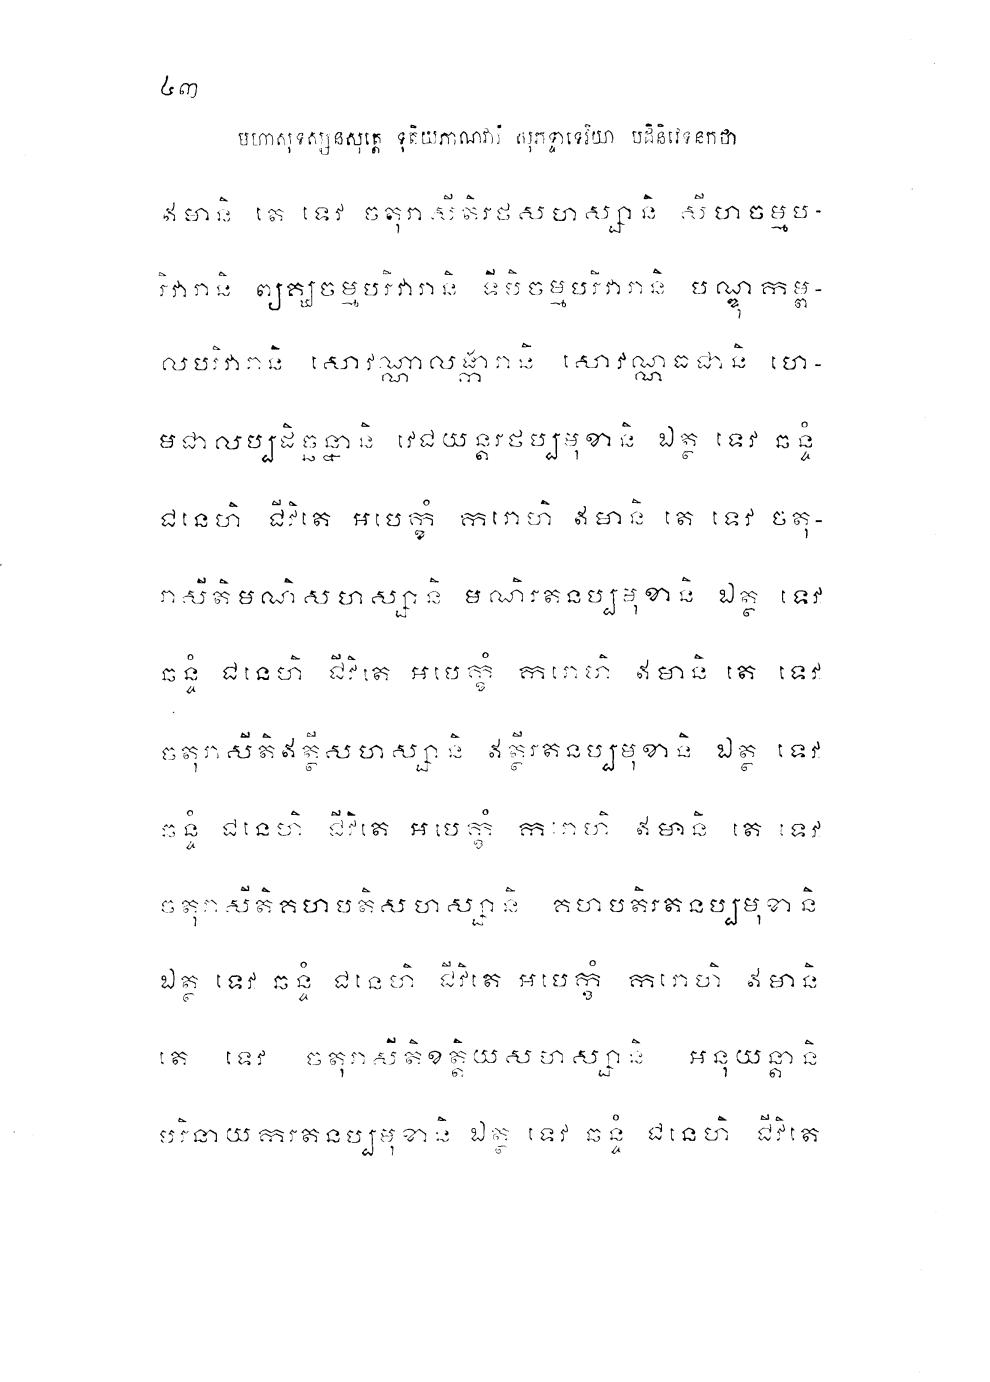 ៤៣
មហាសុទស្សនសុត្តេ ទុតិយភាណវារំ សុភទ្ទាទេវិយា បដិនិវេទនកថា
ឥមានិ តេ ទេវ ចតុរាសីតិរថសហស្សានិ សីហចម្មប-
រិវារានិ ព្យគ្ឃចម្មបរិវារានិ ទីបិចម្មបរិវារានិ បណ្ឌុកម្ព-
លបរិវារានិ សោវណ្ណាលង្ការានិ សោវណ្ណធជានិ ហេ-
មជាលប្បដិច្ឆន្នានិ វេជយន្តរថប្បមុខានិ ឯត្ថ ទេវ ឆន្ទំ
ជនេហិ ជីវិតេ អបេក្ខំ ករោហិ ឥមានិ តេ ទេវ ចតុ-
រាសីតិមណិសហស្សានិ មណិរតនប្បមុខានិ ឯត្ថ ទេវ
ឆន្ទំ ជនេហិ ជីវិតេ អបេក្ខំ ករោហិ ឥមានិ តេ ទេវ
ចតុរាសីតិឥត្ថីសហស្សានិ ឥត្ថីរតនប្បមុខានិ ឯត្ថ ទេវ
ឆន្ទំ ជនេហិ ជីវិតេ អបេក្ខំ ករោហិ ឥមានិ តេ ទេវ
ចតុរាសីតិគហបតិសហស្សានិ គហបតិរតនប្បមុខានិ
ឯត្ថ ទេវ ឆន្ទំ ជនេហិ ជីវិតេ អបេក្ខំ ករោហិ ឥមានិ
តេ ទេវ ចតុរាសីតិខត្តិយសហស្សានិ អនុយន្តានិ
បរិនាយករតនប្បមុខានិ ឯត្ថ ទេវ ឆន្ទំ ជនេហិ ជីវិតេ